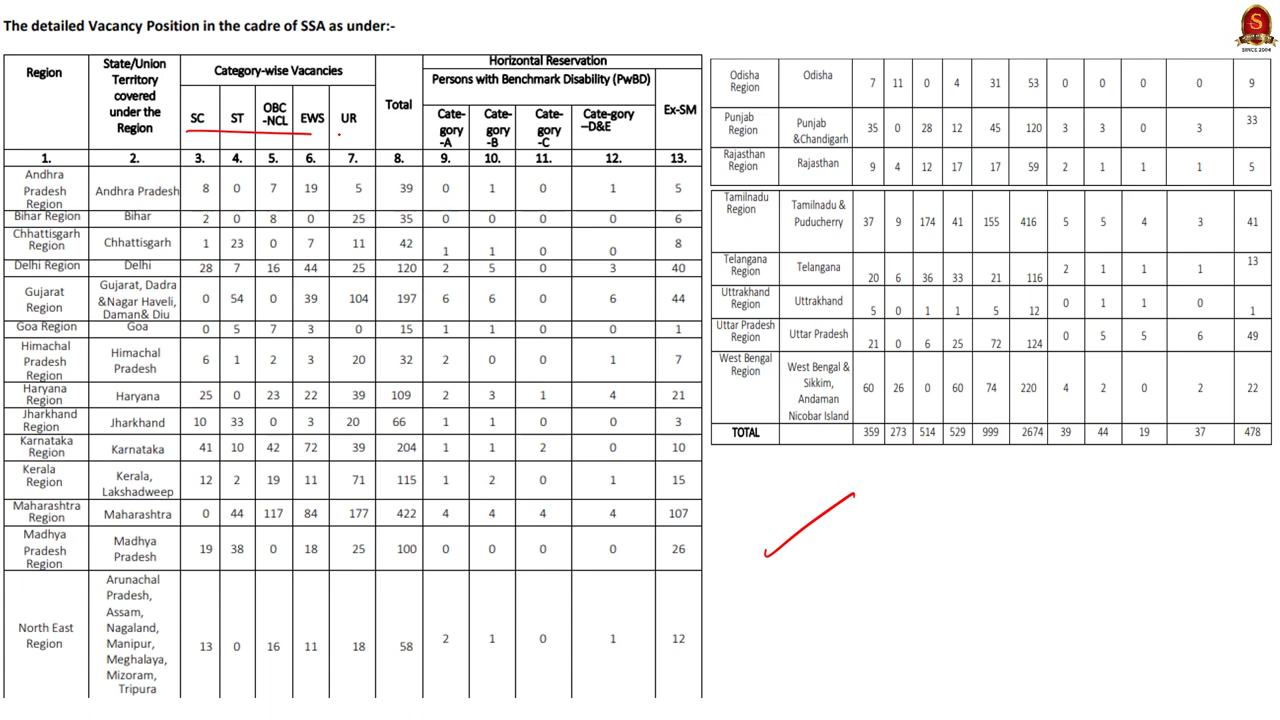 The detailed Vacancy Position in the cadre of SSA as under:-
S
SINCE 2004
Region State/Union Territory covered under the Region Category-wise Vacancies Total Horizontal Reservation
Persons with Benchmark Disability (PwBD) Ex-SM
SC ST OBC -NCL EWS UR Cate-gory -A Cate-gory -B Cate-gory -C Cate-gory –D&E
1. 2. 3. 4. 5. 6. 7. 8. 9. 10. 11. 12. 13.
Andhra Pradesh Region Andhra Pradesh 8 0 7 19 5 39 0 1 0 1 5
Bihar Region Bihar 2 0 8 0 25 35 0 0 0 0 6
Chhattisgarh Region Chhattisgarh 1 23 0 7 11 42 1 1 0 0 8
Delhi Region Delhi 28 7 16 44 25 120 2 5 0 3 40
Gujarat Region Gujarat, Dadra &Nagar Haveli, Daman& Diu 0 54 0 39 104 197 6 6 0 6 44
Goa Region Goa 0 5 7 3 0 15 1 1 0 0 1
Himachal Pradesh Region Himachal Pradesh 6 1 2 3 20 32 2 0 0 1 7
Haryana Region Haryana 25 0 23 22 39 109 2 3 1 4 21
Jharkhand Region Jharkhand 10 33 0 3 20 66 1 1 0 0 3
Karnataka Region Karnataka 41 10 42 72 39 204 1 1 2 0 10
Kerala Region Kerala, Lakshadweep 12 2 19 11 71 115 1 2 0 1 15
Maharashtra Region Maharashtra 0 44 117 84 177 422 4 4 4 4 107
Madhya Pradesh Region Madhya Pradesh 19 38 0 18 25 100 0 0 0 0 26
North East Region Arunachal Pradesh, Assam, Nagaland, Manipur, Meghalaya, Mizoram, Tripura 13 0 16 11 18 58 2 1 0 1 12
Odisha Region Odisha 7 11 0 4 31 53 0 0 0 0 9
Punjab Region Punjab &Chandigarh 35 0 28 12 45 120 3 3 0 3 33
Rajasthan Region Rajasthan 9 4 12 17 17 59 2 1 1 1 5
Tamilnadu Region Tamilnadu & Puducherry 37 9 174 41 155 416 5 5 4 3 41
Telangana Region Telangana 20 6 36 33 21 116 2 1 1 1 13
Uttrakhand Region Uttrakhand 5 0 1 1 5 12 0 1 1 0 1
Uttar Pradesh Region Uttar Pradesh 21 0 6 25 72 124 0 5 5 6 49
West Bengal Region West Bengal & Sikkim, Andaman Nicobar Island 60 26 0 60 74 220 4 2 0 2 22
TOTAL 359 273 514 529 999 2674 39 44 19 37 478